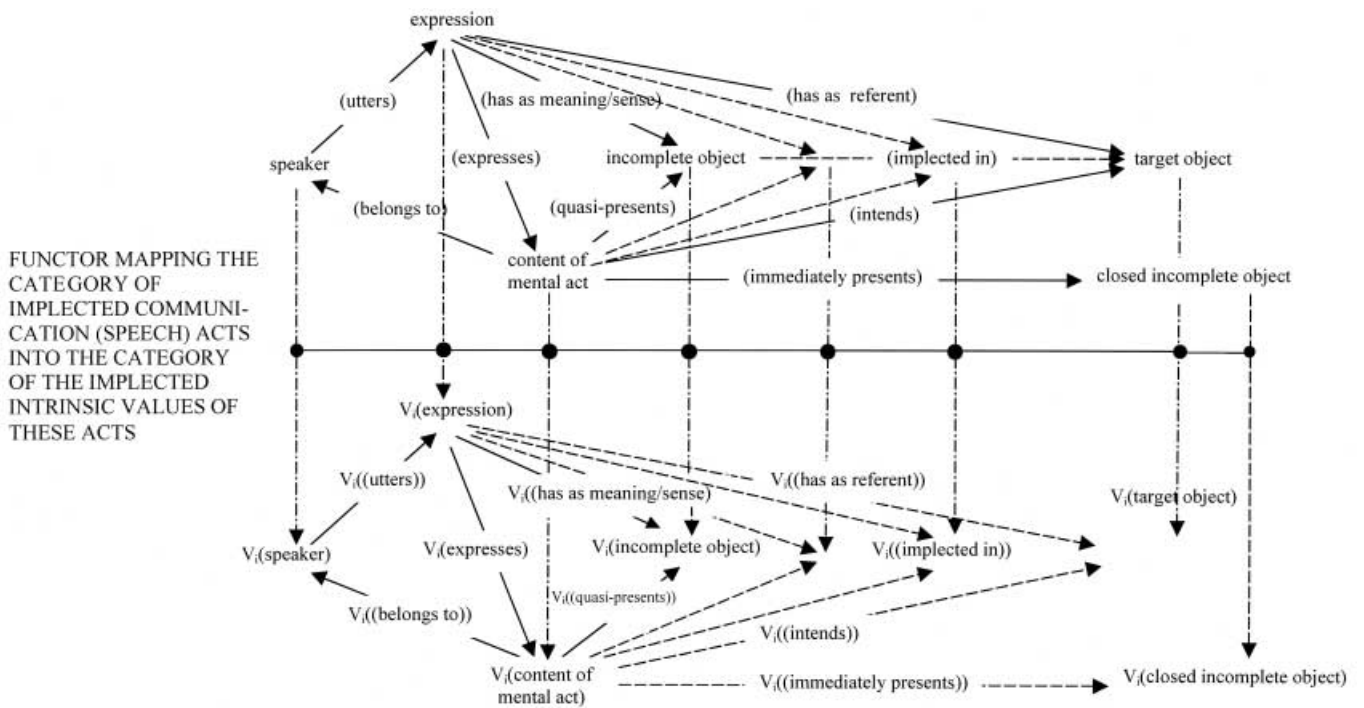 expression
(utters)
(has as meaning/sense)
(has as referent)
speaker
(expresses)
incomplete object
(implected in)
target object
(belongs to)
(quasi-presents)
(intends)
content of
mental act
(immediately presents)
closed incomplete object
FUNCTOR MAPPING THE
CATEGORY OF
IMPLECTED COMMUNI-
CATION (SPEECH) ACTS
INTO THE CATEGORY
OF THE IMPLECTED
INTRINSIC VALUES OF
THESE ACTS
Vi(expression)
Vi((utters))
Vi((has as meaning/sense)
Vi((has as referent))
Vi(target object)
Vi(speaker)
Vi(expresses)
Vi(incomplete object)
Vi((implected in))
Vi((belongs to))
Vi((quasi-presents))
Vi((intends))
Vi(content of
mental act)
Vi((immediately presents))
Vi(closed incomplete object)